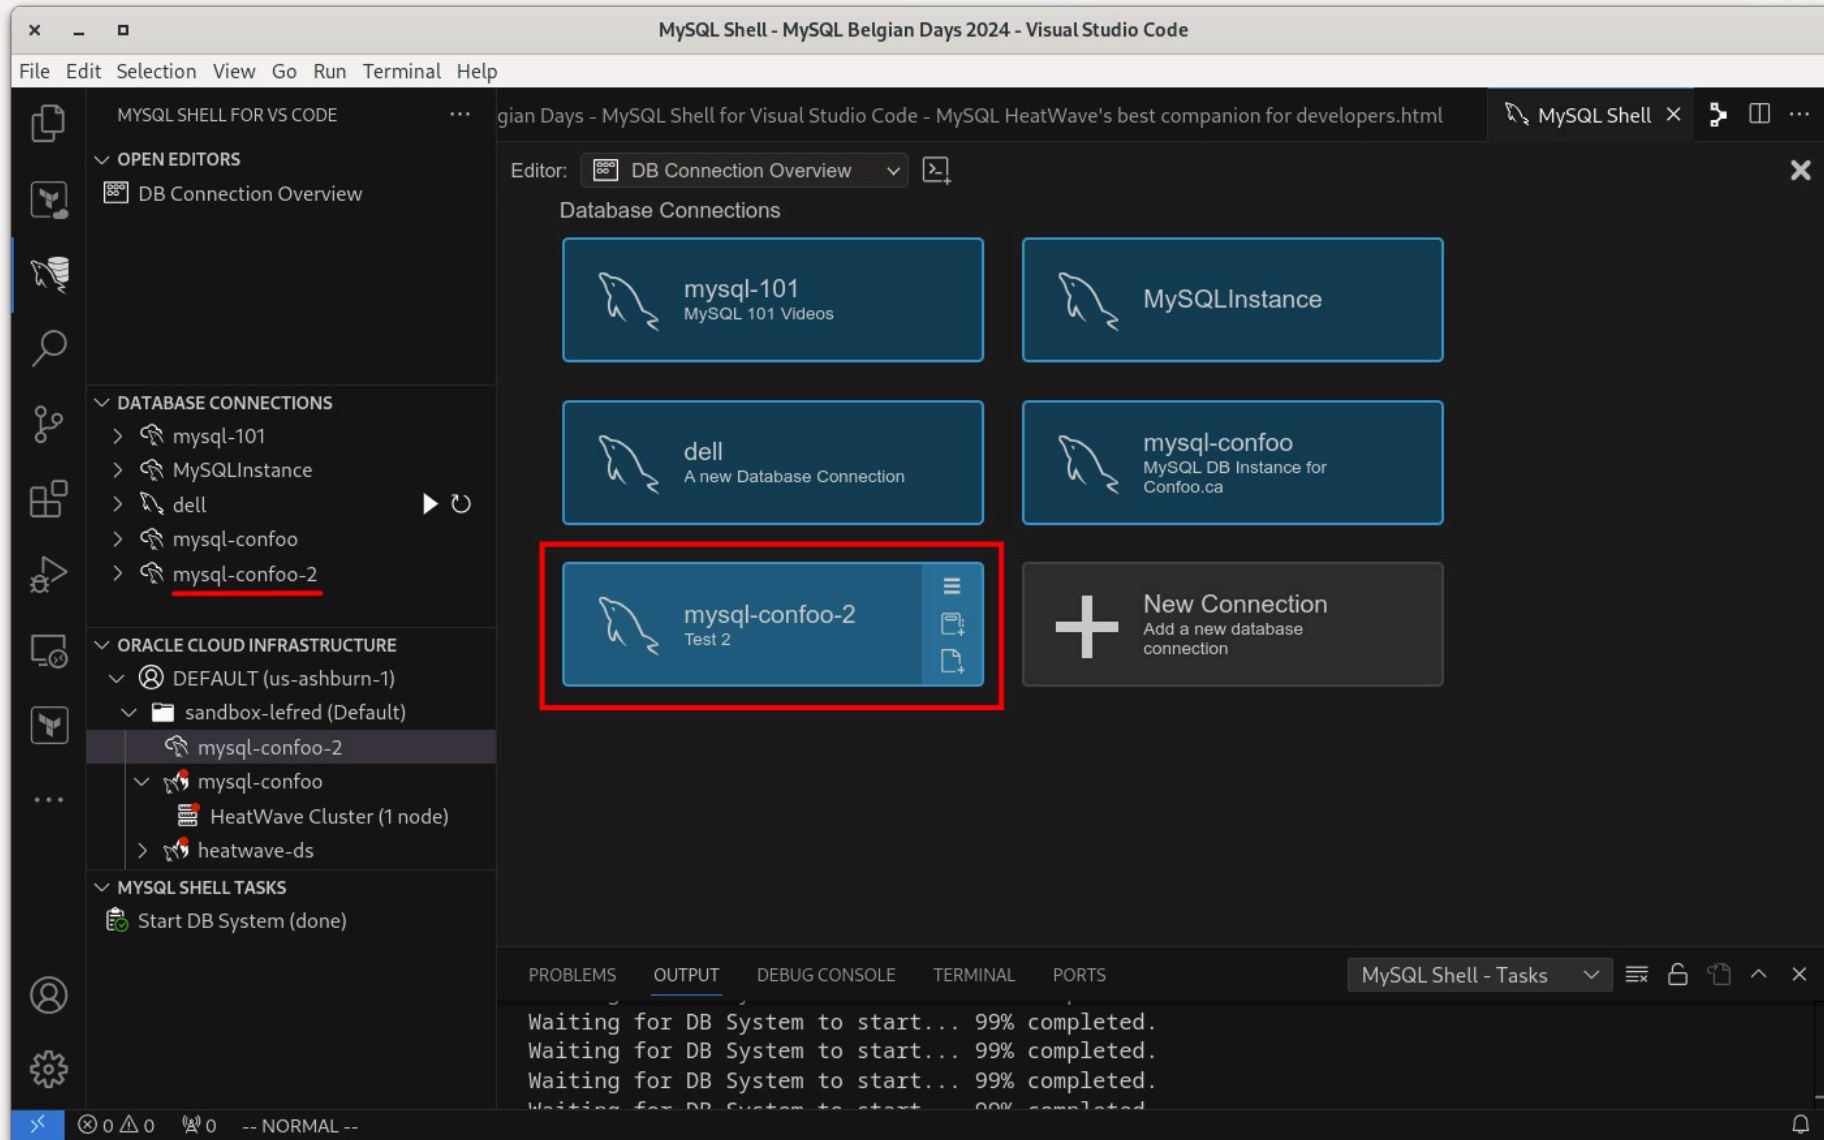 MySQL Shell - MySQL Belgian Days 2024 - Visual Studio Code
File Edit Selection View Go Run Terminal Help
MYSQL SHELL FOR VS CODE
gian Days - MySQL Shell for Visual Studio Code - MySQL HeatWave's best companion for developers.html
MySQL Shell
OPEN EDITORS
DB Connection Overview
Editor:
DB Connection Overview
Database Connections
mysql-101
MySQL 101 Videos
MySQLInstance
dell
A new Database Connection
mysql-confoo
MySQL DB Instance for
Confoo.ca
mysql-confoo-2
Test 2
New Connection
Add a new database
connection
DATABASE CONNECTIONS
mysql-101
MySQLInstance
dell
mysql-confoo
mysql-confoo-2
ORACLE CLOUD INFRASTRUCTURE
DEFAULT (us-ashburn-1)
sandbox-lefred (Default)
mysql-confoo-2
mysql-confoo
HeatWave Cluster (1 node)
heatwave-ds
MYSQL SHELL TASKS
Start DB System (done)
PROBLEMS OUTPUT DEBUG CONSOLE TERMINAL PORTS
MySQL Shell - Tasks
Waiting for DB System to start... 99% completed.
Waiting for DB System to start... 99% completed.
Waiting for DB System to start... 99% completed.
Waiting for DB System to start... 99% completed.
0 0 0 -- NORMAL --